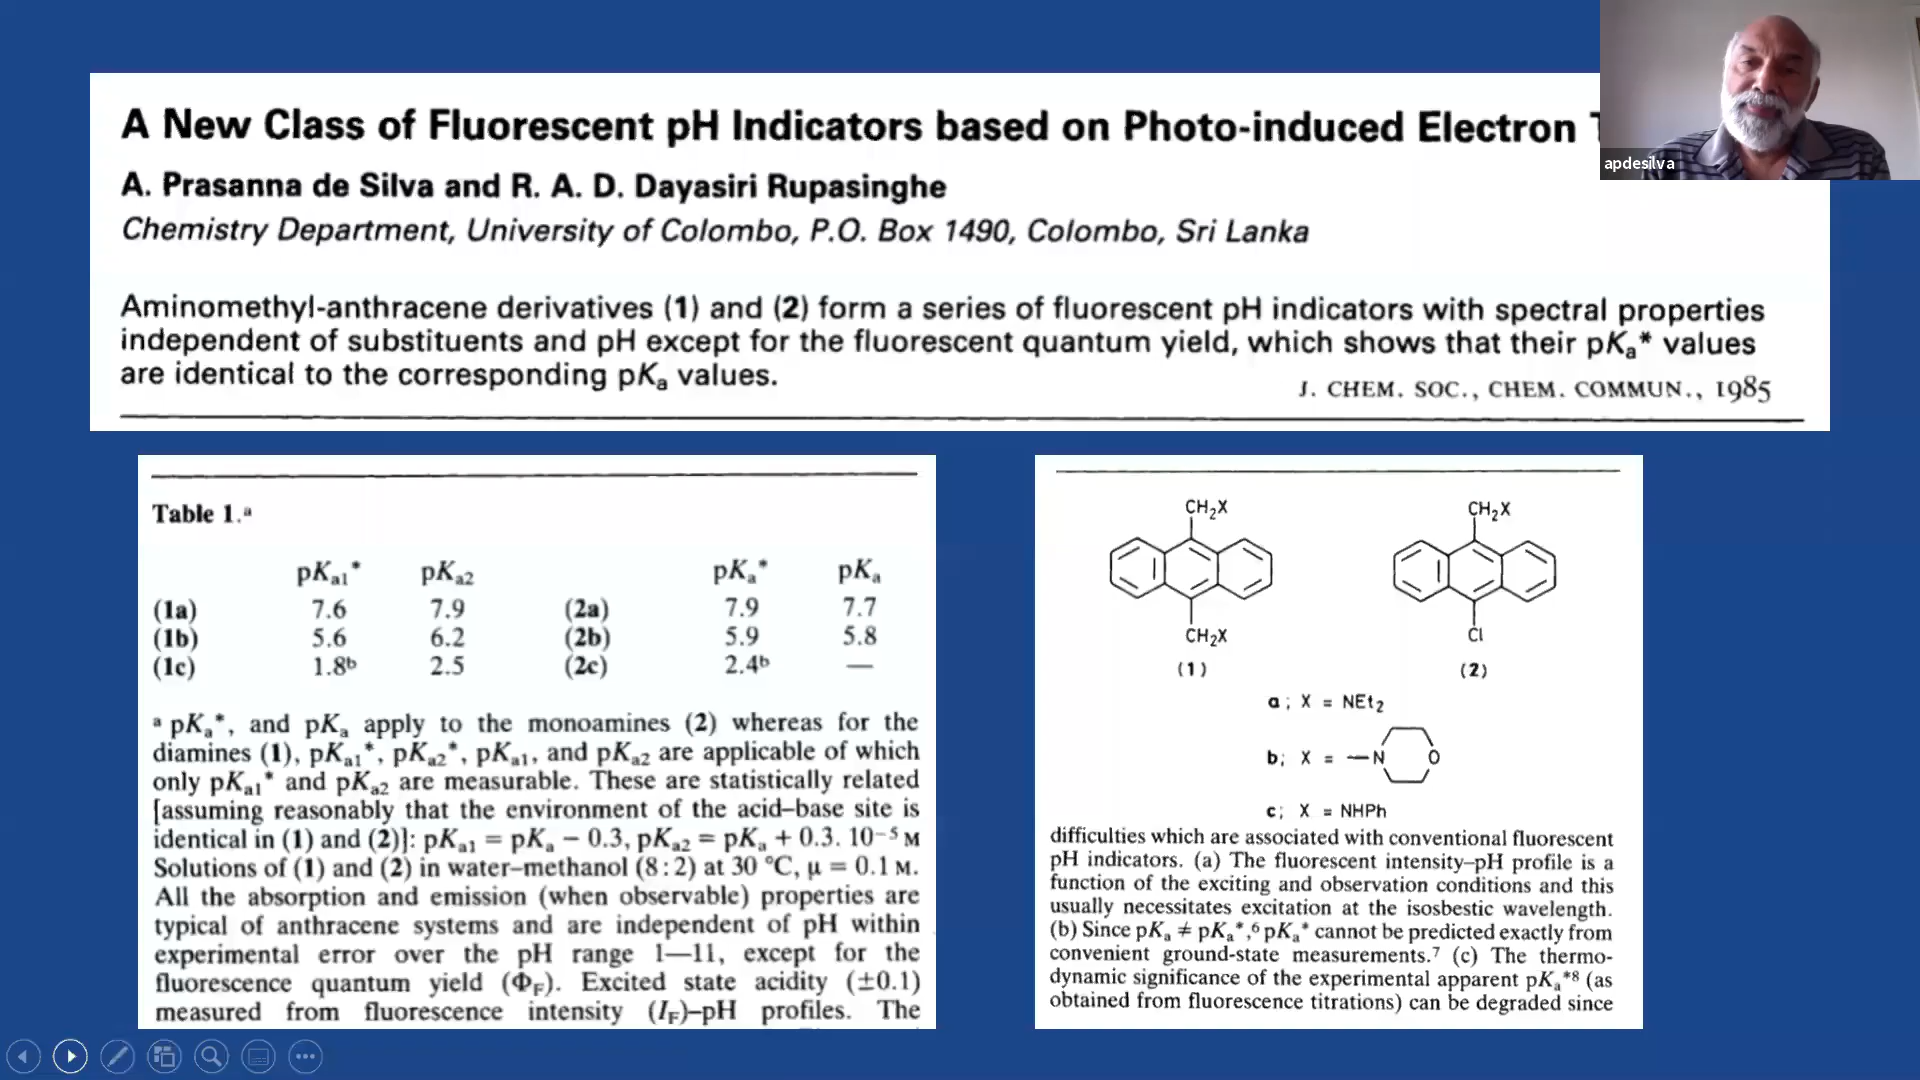 A New Class of Fluorescent pH Indicators based on Photo-induced Electron
apdesilva
A. Prasanna de Silva and R. A. D. Dayasiri Rupasinghe
Chemistry Department, University of Colombo, P.O. Box 1490, Colombo, Sri Lanka
Aminomethyl-anthracene derivatives (1) and (2) form a series of fluorescent pH indicators with spectral properties
independent of substituents and pH except for the fluorescent quantum yield, which shows that their pKₐ* values
are identical to the corresponding pKₐ values.
J. CHEM. SOC., CHEM. COMMUN., 1985
Table 1.ᵃ
pKₐ₁* pKₐ₂ pKₐ* pKₐ
(1a) 7.6 7.9 (2a) 7.9 7.7
(1b) 5.6 6.2 (2b) 5.9 5.8
(1c) 1.8ᵇ 2.5 (2c) 2.4ᵇ —
ᵃ pKₐ*, and pKₐ apply to the monoamines (2) whereas for the
diamines (1), pKₐ₁*, pKₐ₂*, pKₐ₁, and pKₐ₂ are applicable of which
only pKₐ₁* and pKₐ₂ are measurable. These are statistically related
[assuming reasonably that the environment of the acid–base site is
identical in (1) and (2)]: pKₐ₁ = pKₐ − 0.3, pKₐ₂ = pKₐ + 0.3. 10⁻⁵ M
Solutions of (1) and (2) in water–methanol (8 : 2) at 30 °C, μ = 0.1 M.
All the absorption and emission (when observable) properties are
typical of anthracene systems and are independent of pH within
experimental error over the pH range 1—11, except for the
fluorescence quantum yield (ΦF). Excited state acidity (±0.1)
measured from fluorescence intensity (IF)–pH profiles. The
CH₂X CH₂X
CH₂X Cl
(1) (2)
a; X = NEt₂
b; X = —N O
c; X = NHPh
difficulties which are associated with conventional fluorescent
pH indicators. (a) The fluorescent intensity–pH profile is a
function of the exciting and observation conditions and this
usually necessitates excitation at the isosbestic wavelength.
(b) Since pKₐ ≠ pKₐ*,⁶ pKₐ* cannot be predicted exactly from
convenient ground-state measurements.⁷ (c) The thermo-
dynamic significance of the experimental apparent pKₐ*⁸ (as
obtained from fluorescence titrations) can be degraded since